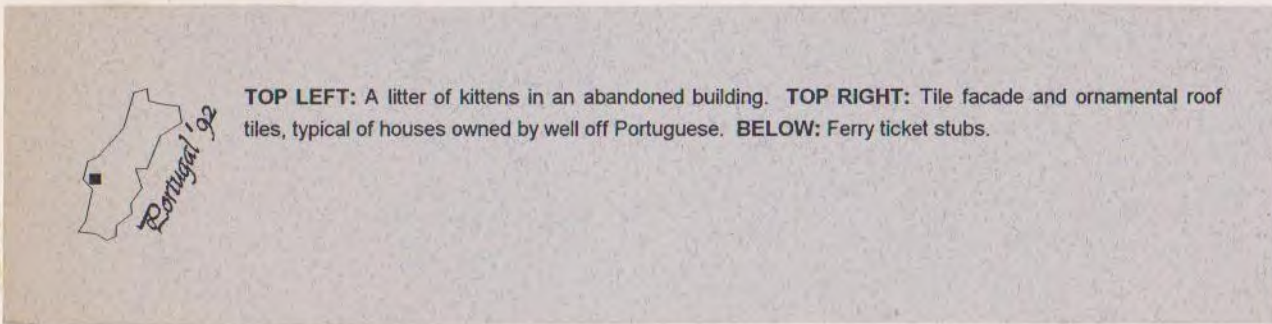 TOP LEFT: A litter of kittens in an abandoned building. TOP RIGHT: Tile facade and ornamental roof
tiles, typical of houses owned by well off Portuguese. BELOW: Ferry ticket stubs.
Portugal '92